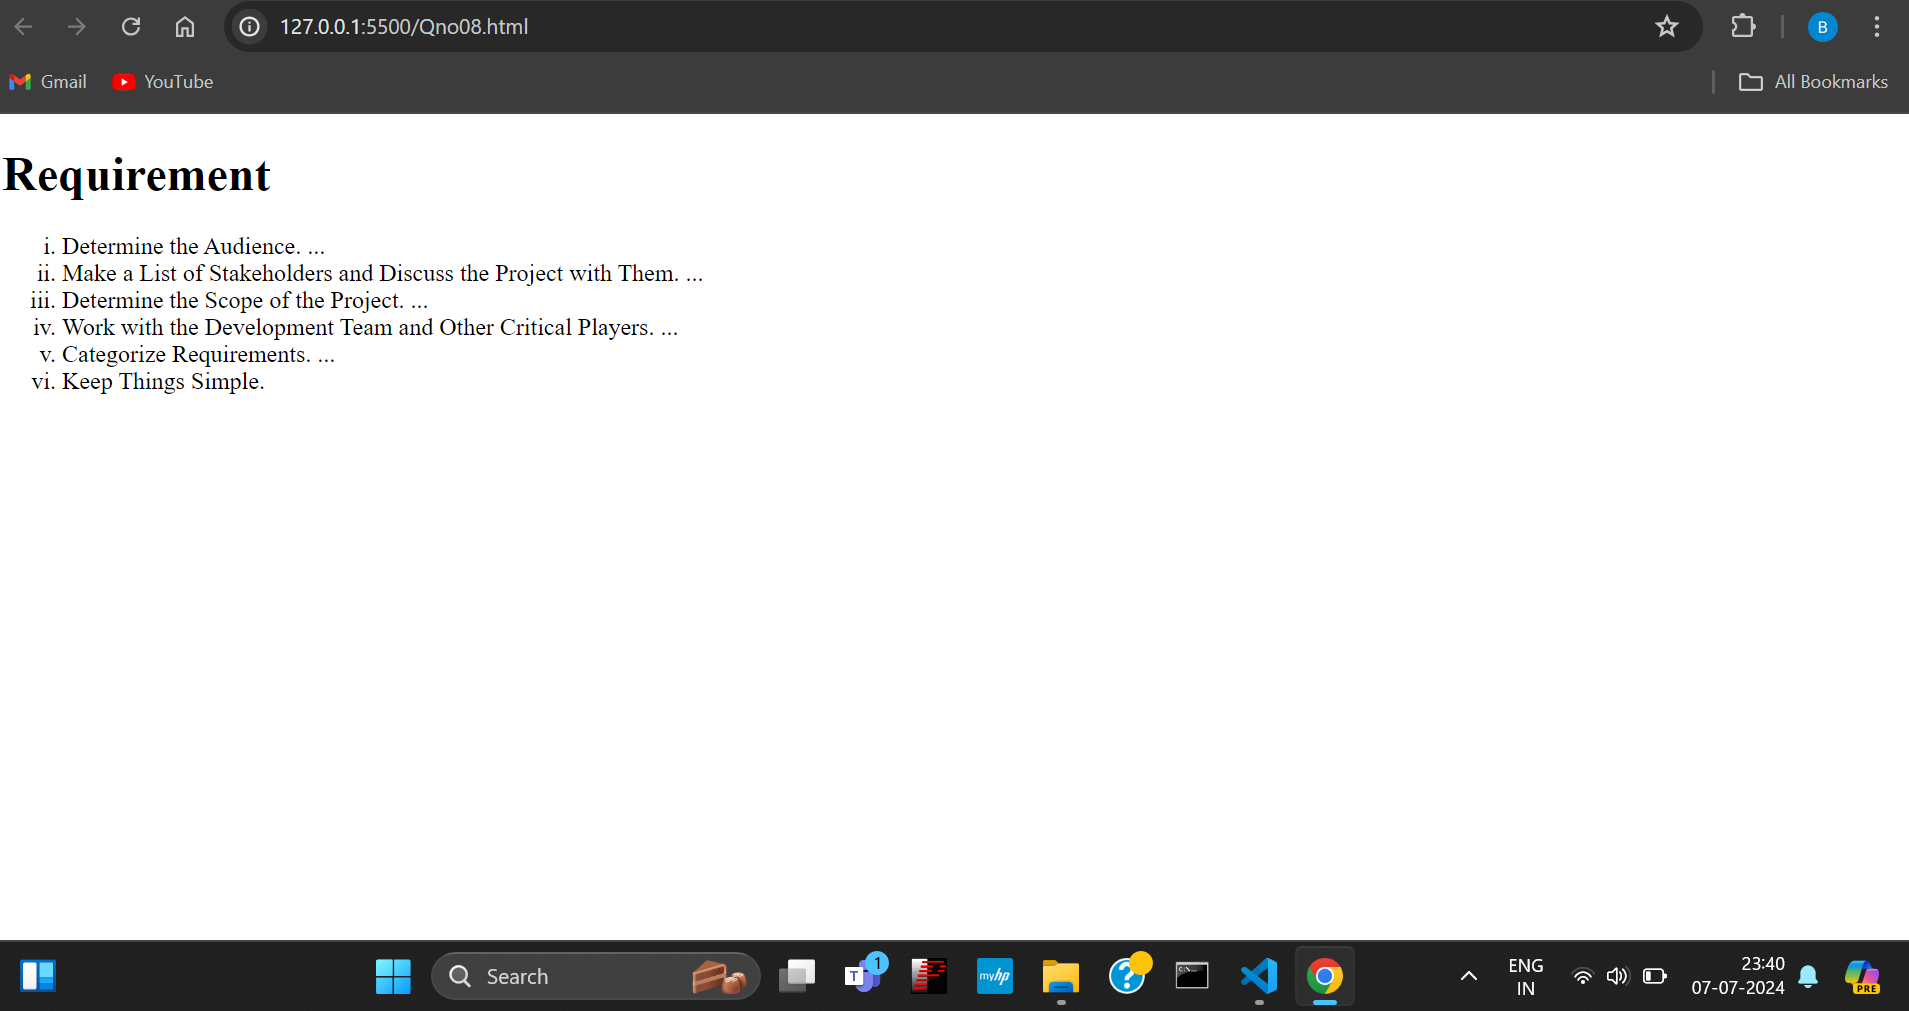 127.0.0.1:5500/Qno08.html
B
Gmail
YouTube
All Bookmarks
Requirement
i. Determine the Audience. ...
ii. Make a List of Stakeholders and Discuss the Project with Them. ...
iii. Determine the Scope of the Project. ...
iv. Work with the Development Team and Other Critical Players. ...
v. Categorize Requirements. ...
vi. Keep Things Simple.
Search
T
1
myhp
?
C:\.
ENG
IN
23:40
07-07-2024
PRE